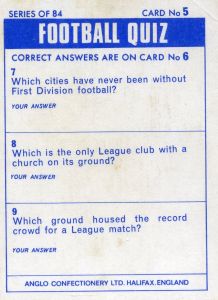 SERIES OF 84 CARD No 5
FOOTBALL QUIZ
CORRECT ANSWERS ARE ON CARD No 6
7
Which cities have never been without
First Division football?
YOUR ANSWER
8
Which is the only League club with a
church on its ground?
YOUR ANSWER
9
Which ground housed the record
crowd for a League match?
YOUR ANSWER
ANGLO CONFECTIONERY LTD. HALIFAX. ENGLAND